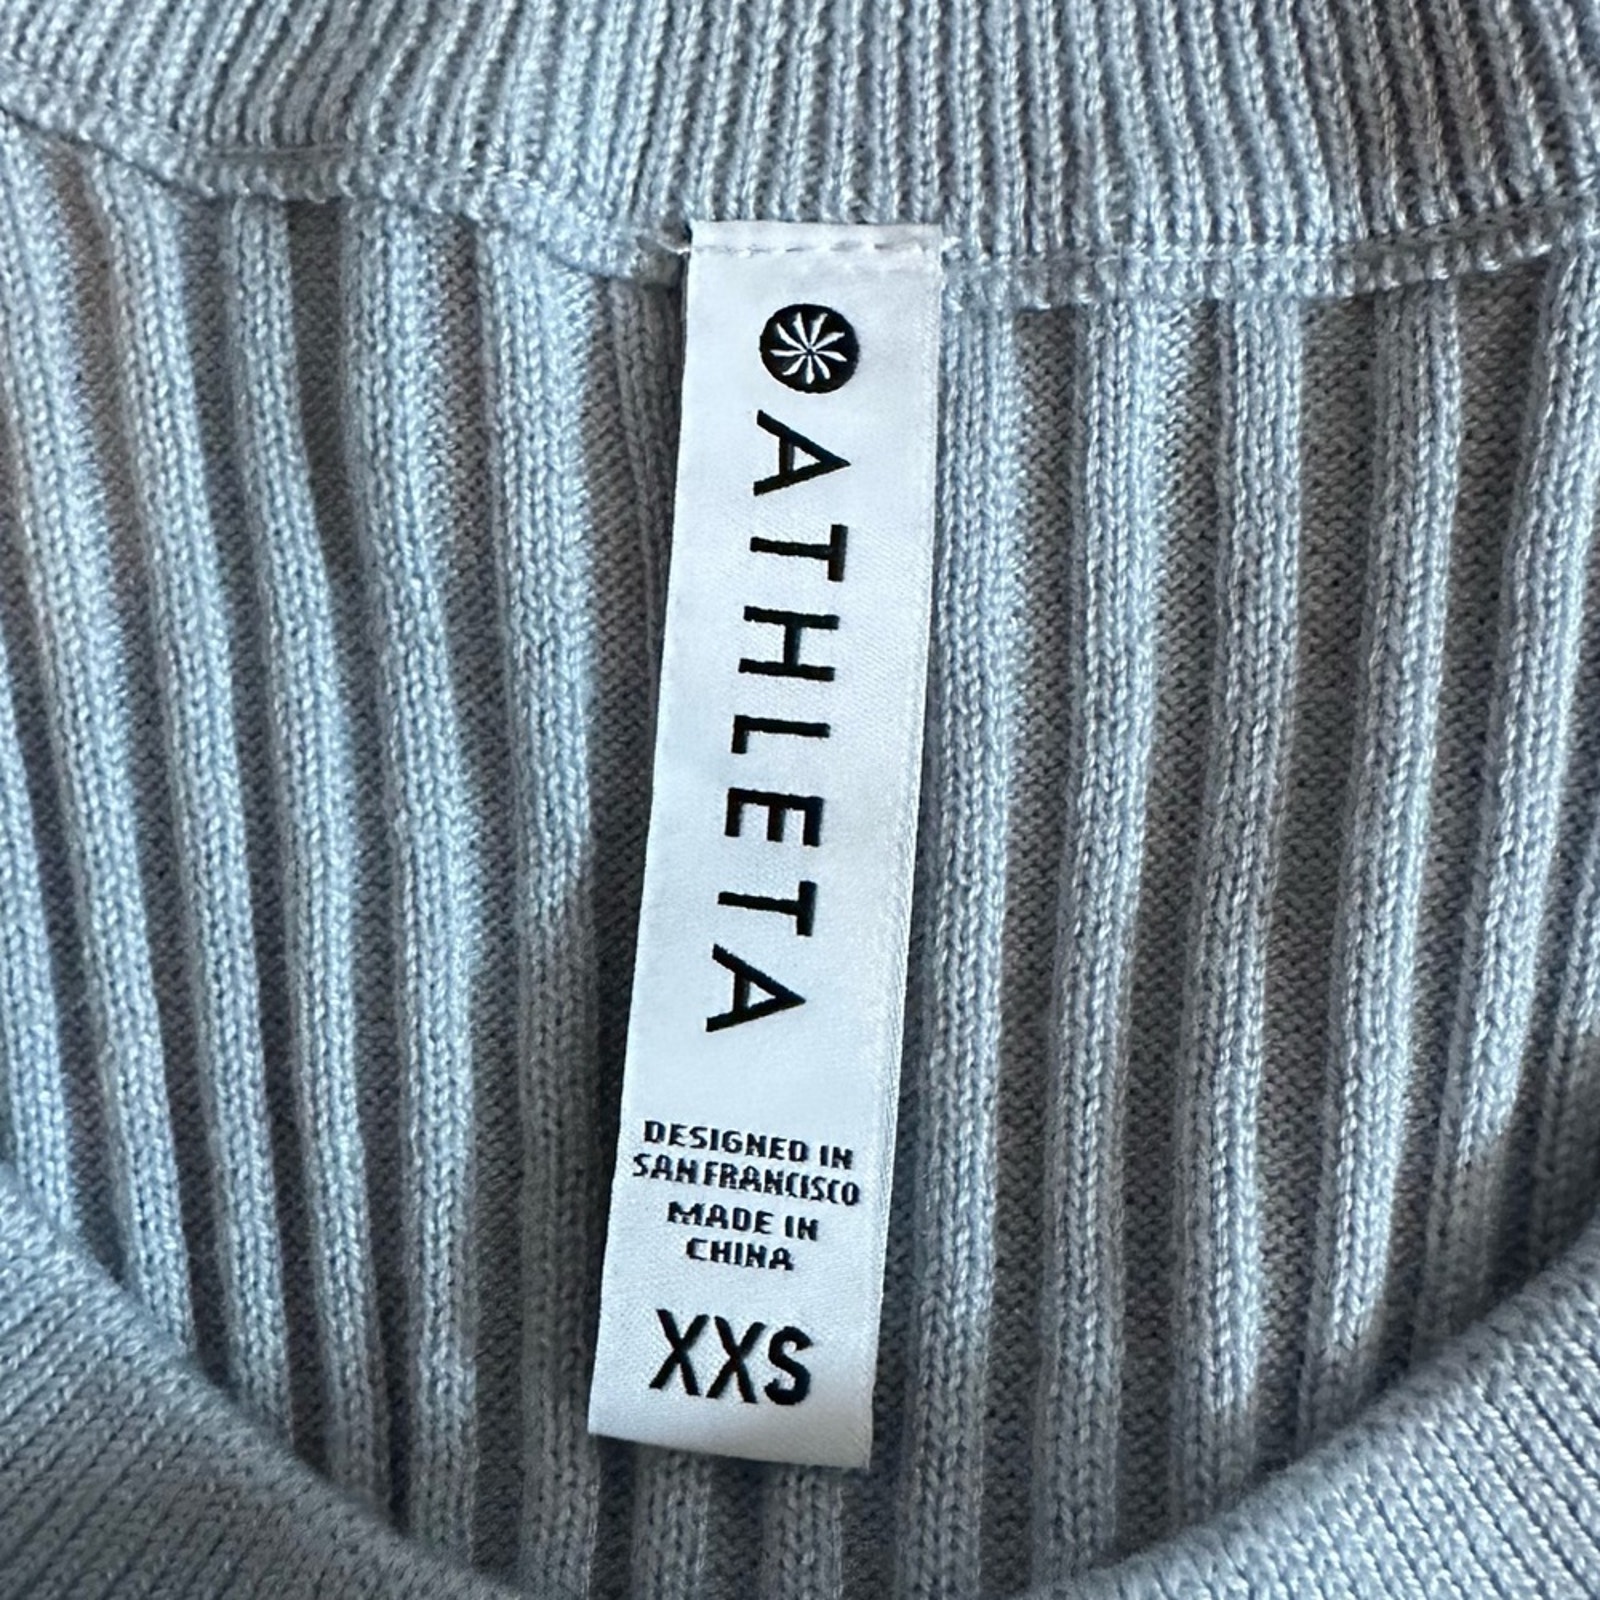 ATHLETA
DESIGNED IN
SAN FRANCISCO
MADE IN
CHINA
XXS